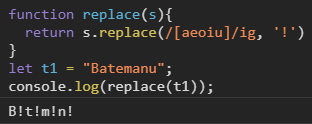 function replace(s){
  return s.replace(/[aeoiu]/ig, '!')
}
let t1 = "Batemanu";
console.log(replace(t1));
B!t!m!n!